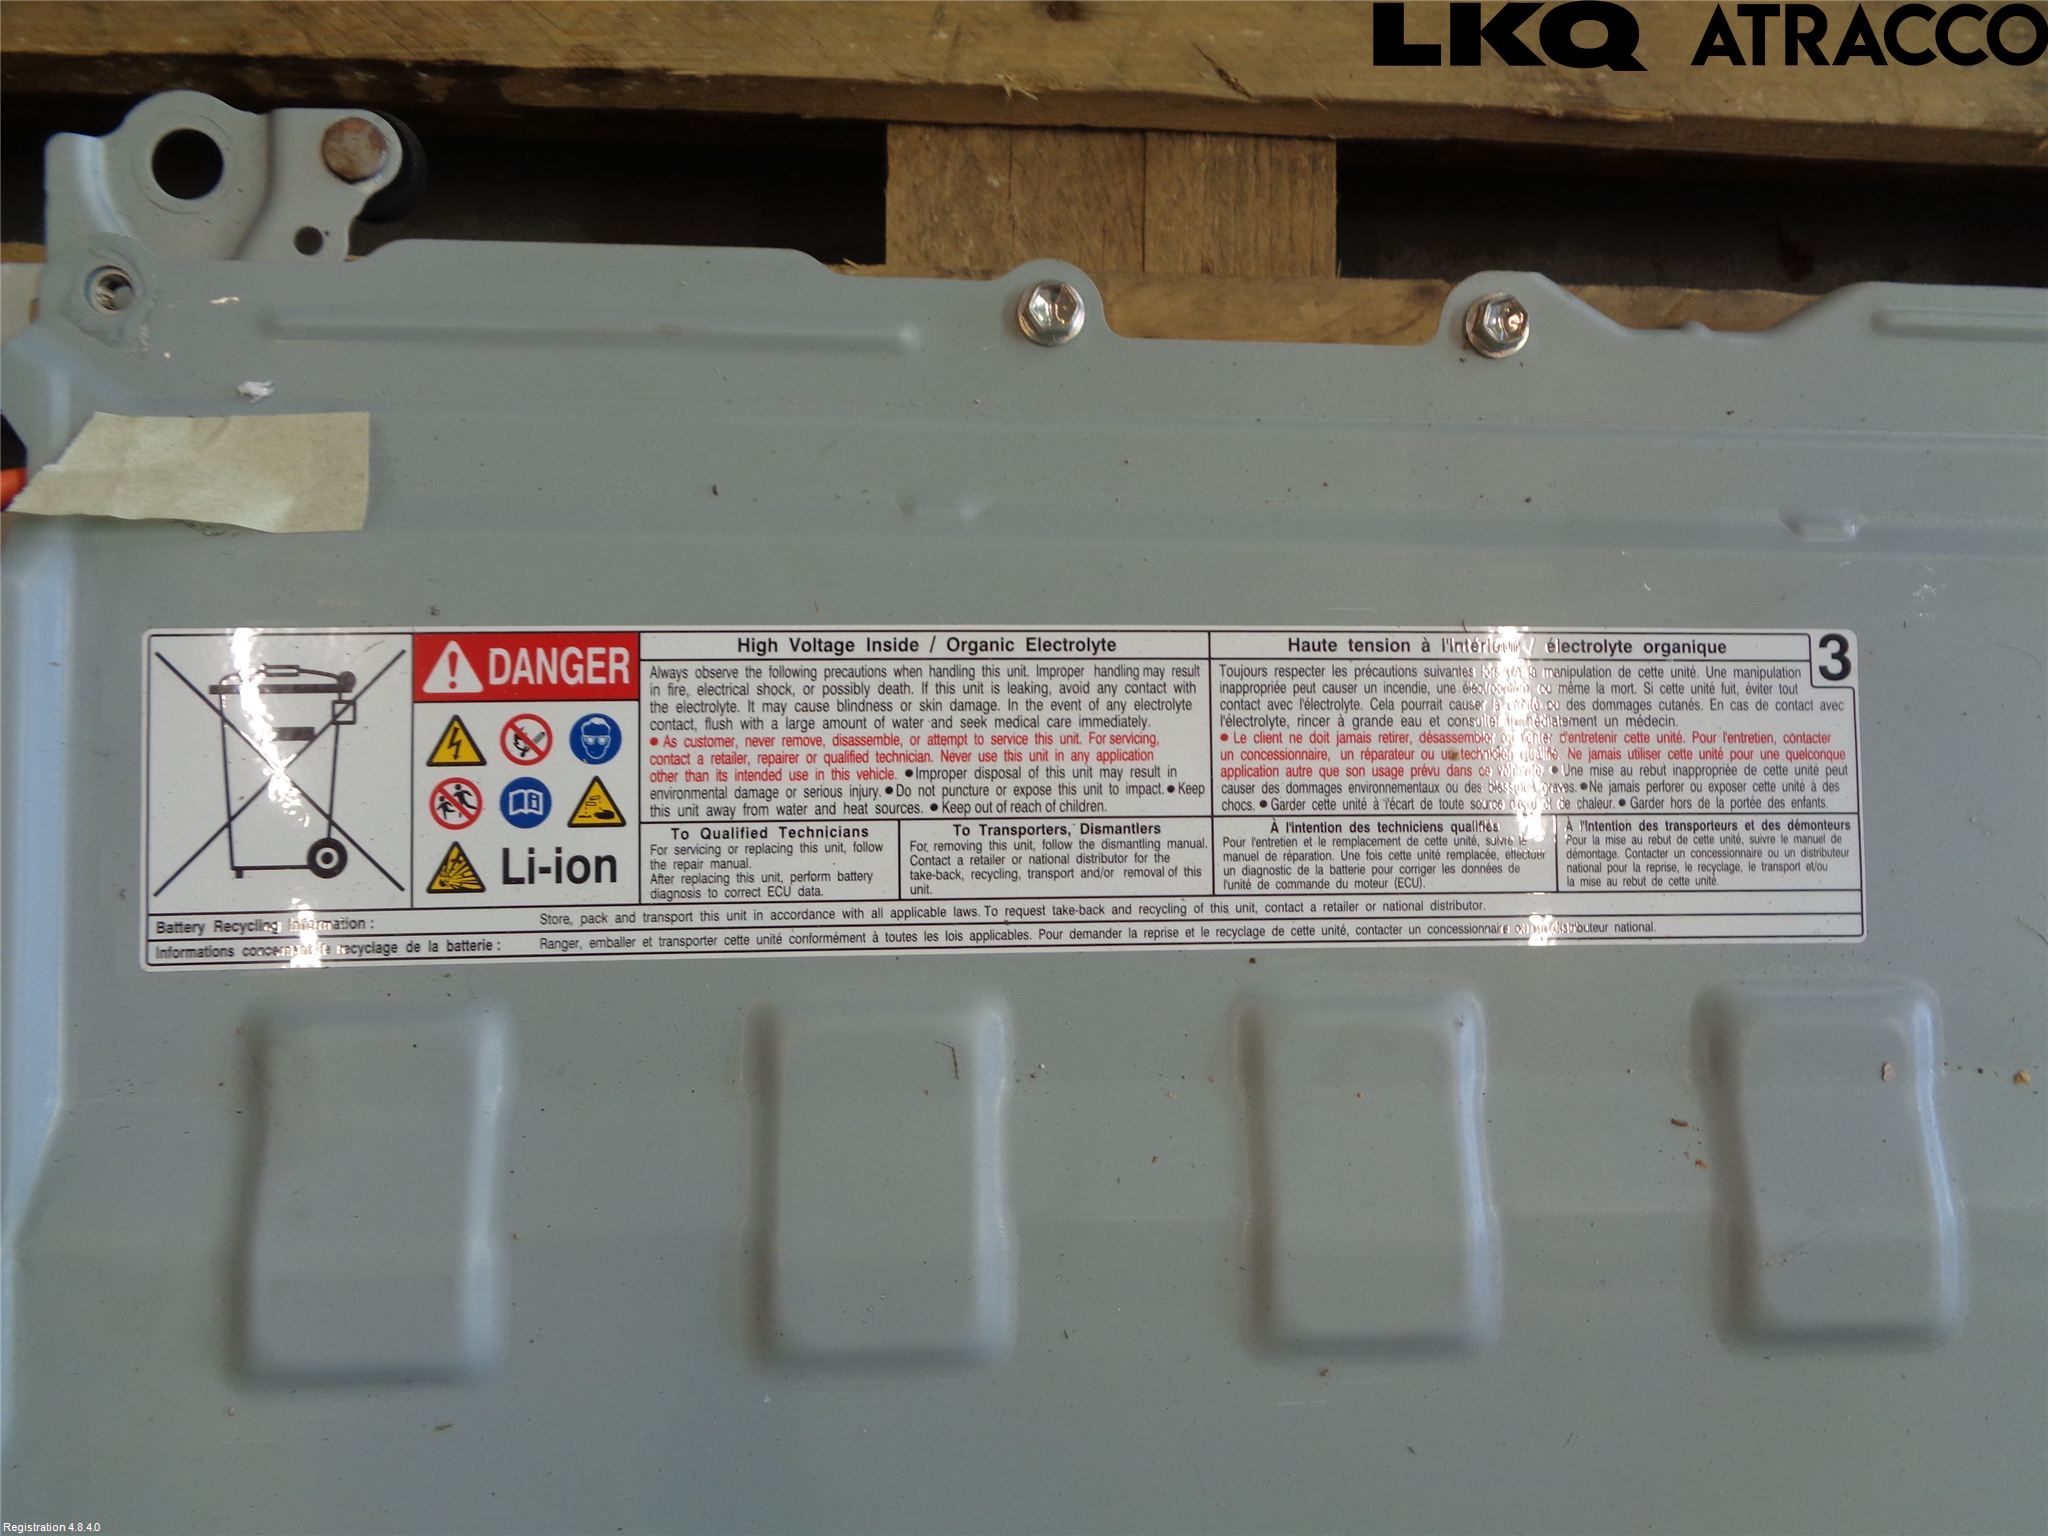 LKQ ATRACCO
DANGER
Li-ion
High Voltage Inside / Organic Electrolyte
Always observe the following precautions when handling this unit. Improper handling may result
in fire, electrical shock, or possibly death. If this unit is leaking, avoid any contact with
the electrolyte. It may cause blindness or skin damage. In the event of any electrolyte
contact, flush with a large amount of water and seek medical care immediately.
● As customer, never remove, disassemble, or attempt to service this unit. For servicing,
contact a retailer, repairer or qualified technician. Never use this unit in any application
other than its intended use in this vehicle. ● Improper disposal of this unit may result in
environmental damage or serious injury. ● Do not puncture or expose this unit to impact. ● Keep
this unit away from water and heat sources. ● Keep out of reach of children.
To Qualified Technicians
For servicing or replacing this unit, follow
the repair manual.
After replacing this unit, perform battery
diagnosis to correct ECU data.
To Transporters, Dismantlers
For removing this unit, follow the dismantling manual.
Contact a retailer or national distributor for the
take-back, recycling, transport and/or removal of this
unit.
Haute tension à l'intérieur / électrolyte organique
3
Toujours respecter les précautions suivantes lors de la manipulation de cette unité. Une manipulation
inappropriée peut causer un incendie, une ou même la mort. Si cette unité fuit, éviter tout
contact avec l'électrolyte. Cela pourrait causer ou des dommages cutanés. En cas de contact avec
l'électrolyte, rincer à grande eau et consulter immédiatement un médecin.
● Le client ne doit jamais retirer, désassembler ou tenter d'entretenir cette unité. Pour l'entretien, contacter
un concessionnaire, un réparateur ou un technicien qualifié. Ne jamais utiliser cette unité pour une quelconque
application autre que son usage prévu dans ce véhicule. ● Une mise au rebut inappropriée de cette unité peut
causer des dommages environnementaux ou des blessures graves. ● Ne jamais perforer ou exposer cette unité à des
chocs. ● Garder cette unité à l'écart de toute source d'eau et de chaleur. ● Garder hors de la portée des enfants.
À l'intention des techniciens qualifiés
Pour l'entretien et le remplacement de cette unité, suivre le
manuel de réparation. Une fois cette unité remplacée, effectuer
un diagnostic de la batterie pour corriger les données de
l'unité de commande du moteur (ECU).
À l'intention des transporteurs et des démonteurs
Pour la mise au rebut de cette unité, suivre le manuel de
démontage. Contacter un concessionnaire ou un distributeur
national pour la reprise, le recyclage, le transport et/ou
la mise au rebut de cette unité.
Battery Recycling Information : Store, pack and transport this unit in accordance with all applicable laws. To request take-back and recycling of this unit, contact a retailer or national distributor.
Informations concernant le recyclage de la batterie : Ranger, emballer et transporter cette unité conformément à toutes les lois applicables. Pour demander la reprise et le recyclage de cette unité, contacter un concessionnaire ou un distributeur national.
Registration 4.8.4.0